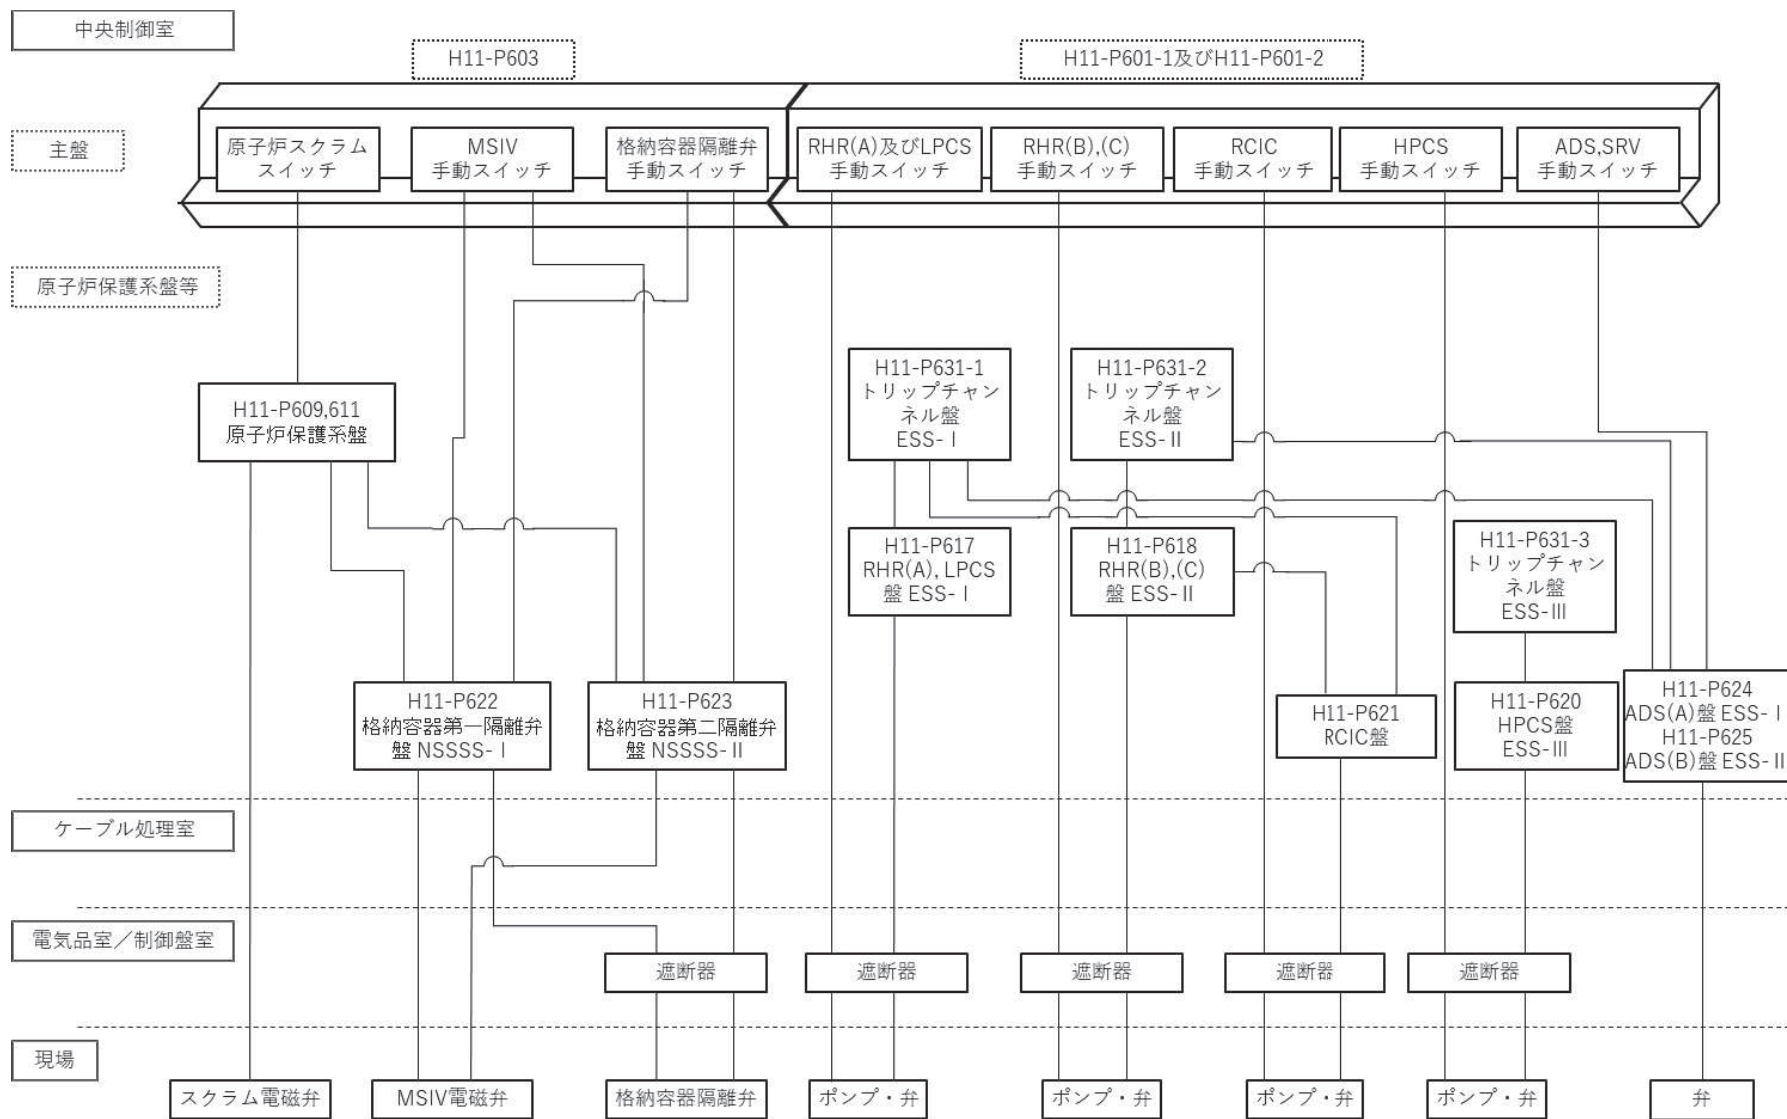 中央制御室
H11-P603
H11-P601-1及びH11-P601-2
主盤
原子炉スクラム
スイッチ
MSIV
手動スイッチ
格納容器隔離弁
手動スイッチ
RHR(A)及びLPCS
手動スイッチ
RHR(B),(C)
手動スイッチ
RCIC
手動スイッチ
HPCS
手動スイッチ
ADS,SRV
手動スイッチ
原子炉保護系盤等
H11-P609,611
原子炉保護系盤
H11-P631-1
トリップチャン
ネル盤
ESS-Ⅰ
H11-P631-2
トリップチャン
ネル盤
ESS-Ⅱ
H11-P617
RHR(A), LPCS
盤 ESS-Ⅰ
H11-P618
RHR(B),(C)
盤 ESS-Ⅱ
H11-P631-3
トリップチャン
ネル盤
ESS-Ⅲ
H11-P622
格納容器第一隔離弁
盤 NSSSS-Ⅰ
H11-P623
格納容器第二隔離弁
盤 NSSSS-Ⅱ
H11-P621
RCIC盤
H11-P620
HPCS盤
ESS-Ⅲ
H11-P624
ADS(A)盤 ESS-Ⅰ
H11-P625
ADS(B)盤 ESS-Ⅱ
ケーブル処理室
電気品室／制御盤室
遮断器
遮断器
遮断器
遮断器
遮断器
現場
スクラム電磁弁
MSIV電磁弁
格納容器隔離弁
ポンプ・弁
ポンプ・弁
ポンプ・弁
ポンプ・弁
弁